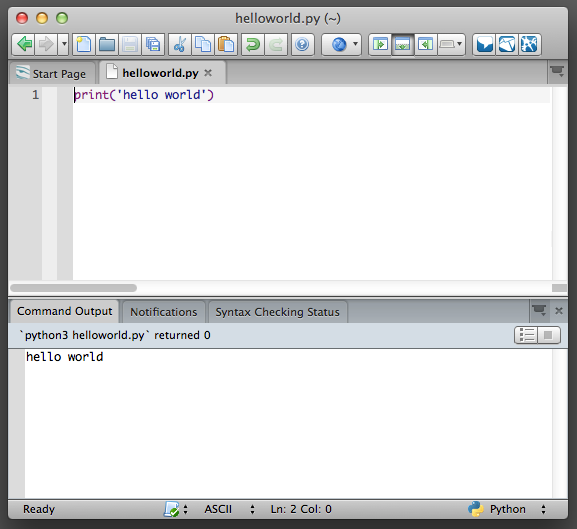 helloworld.py (~)
Start Page
helloworld.py
1 print('hello world')
Command Output Notifications Syntax Checking Status
`python3 helloworld.py` returned 0
hello world
Ready ASCII Ln: 2 Col: 0 Python